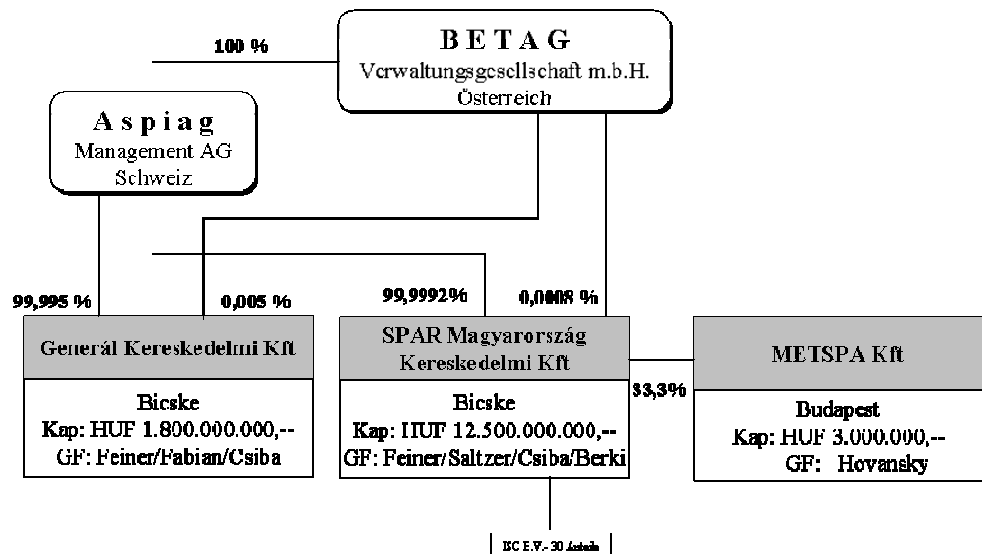 B E T A G
Verwaltungsgesellschaft m.b.H.
Österreich
100 %
A s p i a g
Management AG
Schweiz
99,995 %
0,005 %
99,9992%
0,0008 %
Generál Kereskedelmi Kft
Bicske
Kap: HUF 1.800.000.000,--
GF: Feiner/Fabian/Csiba
SPAR Magyarország
Kereskedelmi Kft
Bicske
Kap: HUF 12.500.000.000,--
GF: Feiner/Saltzer/Csiba/Berki
33,3%
METSPA Kft
Budapest
Kap: HUF 3.000.000,--
GF: Hovansky
E.V.- 30